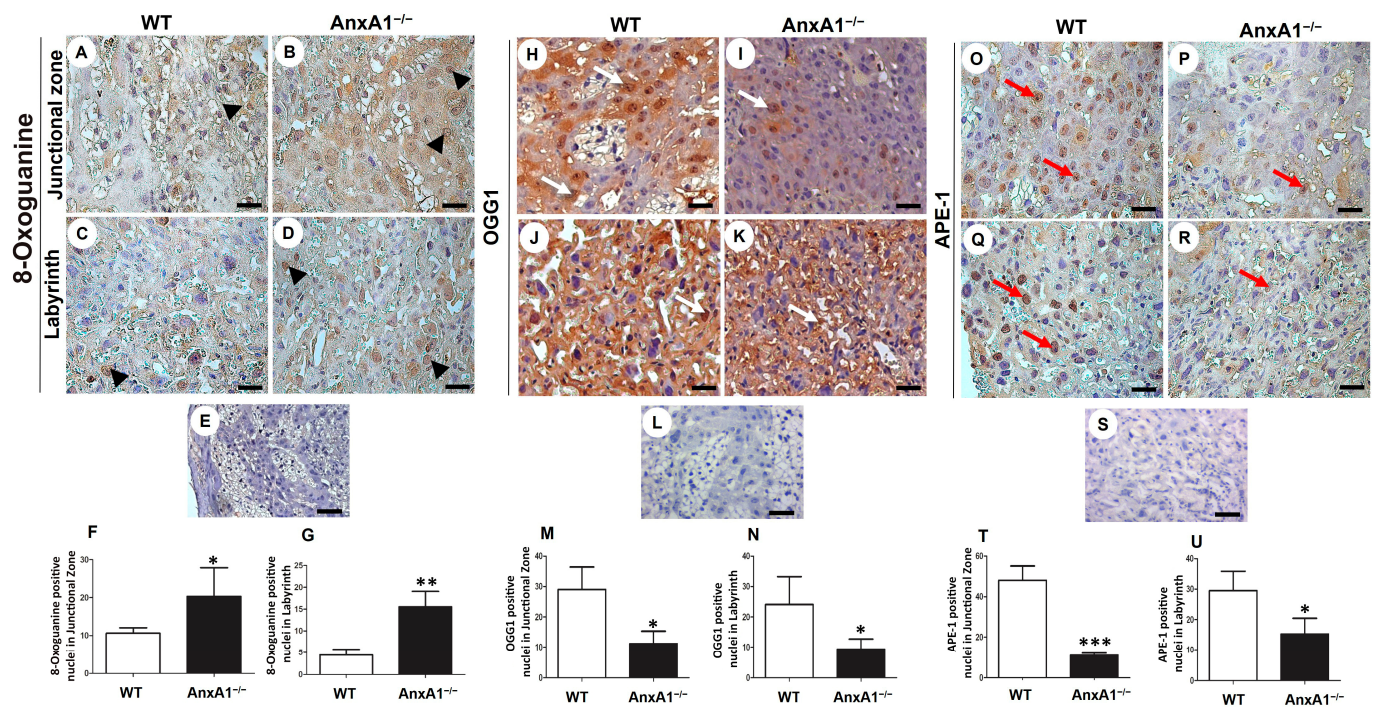 WT
AnxA1−/−
8-Oxoguanine
Junctional zone
A
B
Labyrinth
C
D
E
F
8-Oxoguanine positive
nuclei in Junctional Zone
30
20
10
0
*
WT
AnxA1−/−
G
8-Oxoguanine positive
nuclei in Labyrinth
25
20
15
10
5
0
**
WT
AnxA1−/−
WT
AnxA1−/−
OGG1
H
I
J
K
L
M
OGG1 positive
nuclei in Junctional Zone
40
30
20
10
0
*
WT
AnxA1−/−
N
OGG1 positive
nuclei in Labyrinth
40
30
20
10
0
*
WT
AnxA1−/−
WT
AnxA1−/−
APE-1
O
P
Q
R
S
T
APE-1 positive
nuclei in Junctional Zone
60
40
20
0
***
WT
AnxA1−/−
U
APE-1 positive
nuclei in Labyrinth
40
30
20
10
0
*
WT
AnxA1−/−